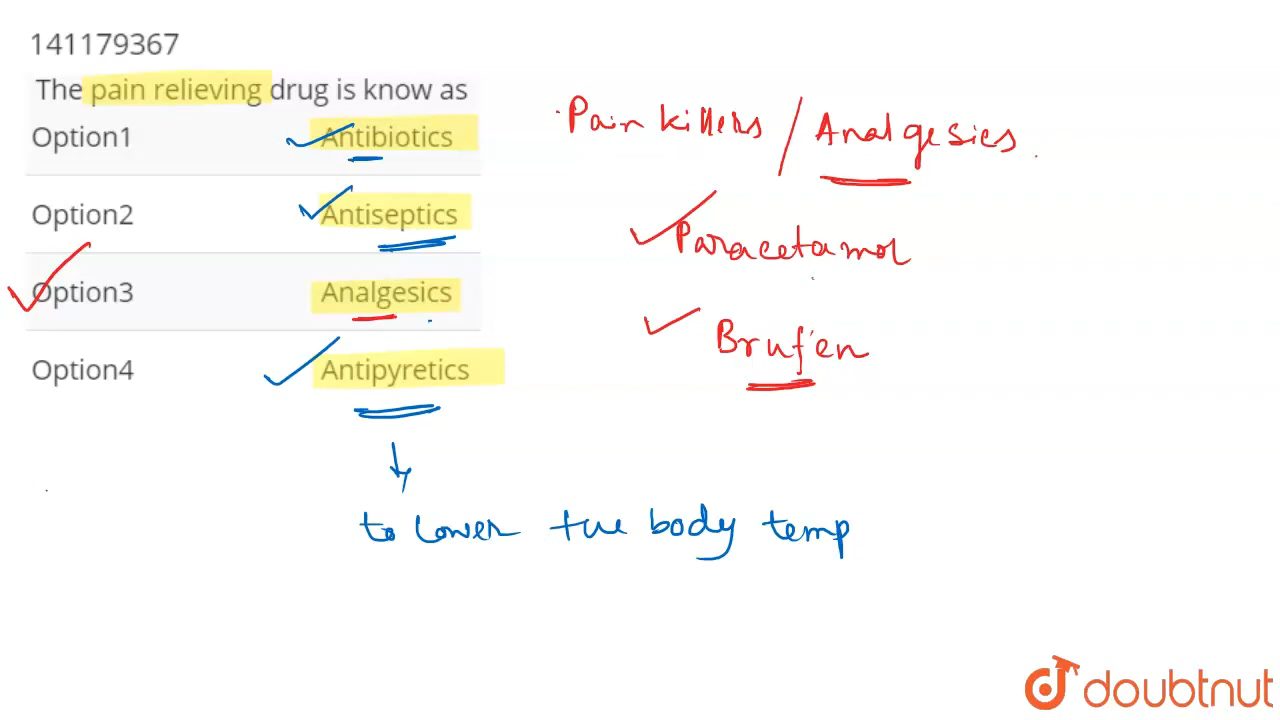 141179367
The pain relieving drug is know as
Option1 Antibiotics
Option2 Antiseptics
Option3 Analgesics
Option4 Antipyretics
Pain killers / Analgesics
Paracetamol
Brufen
to lower the body temp
doubtnut